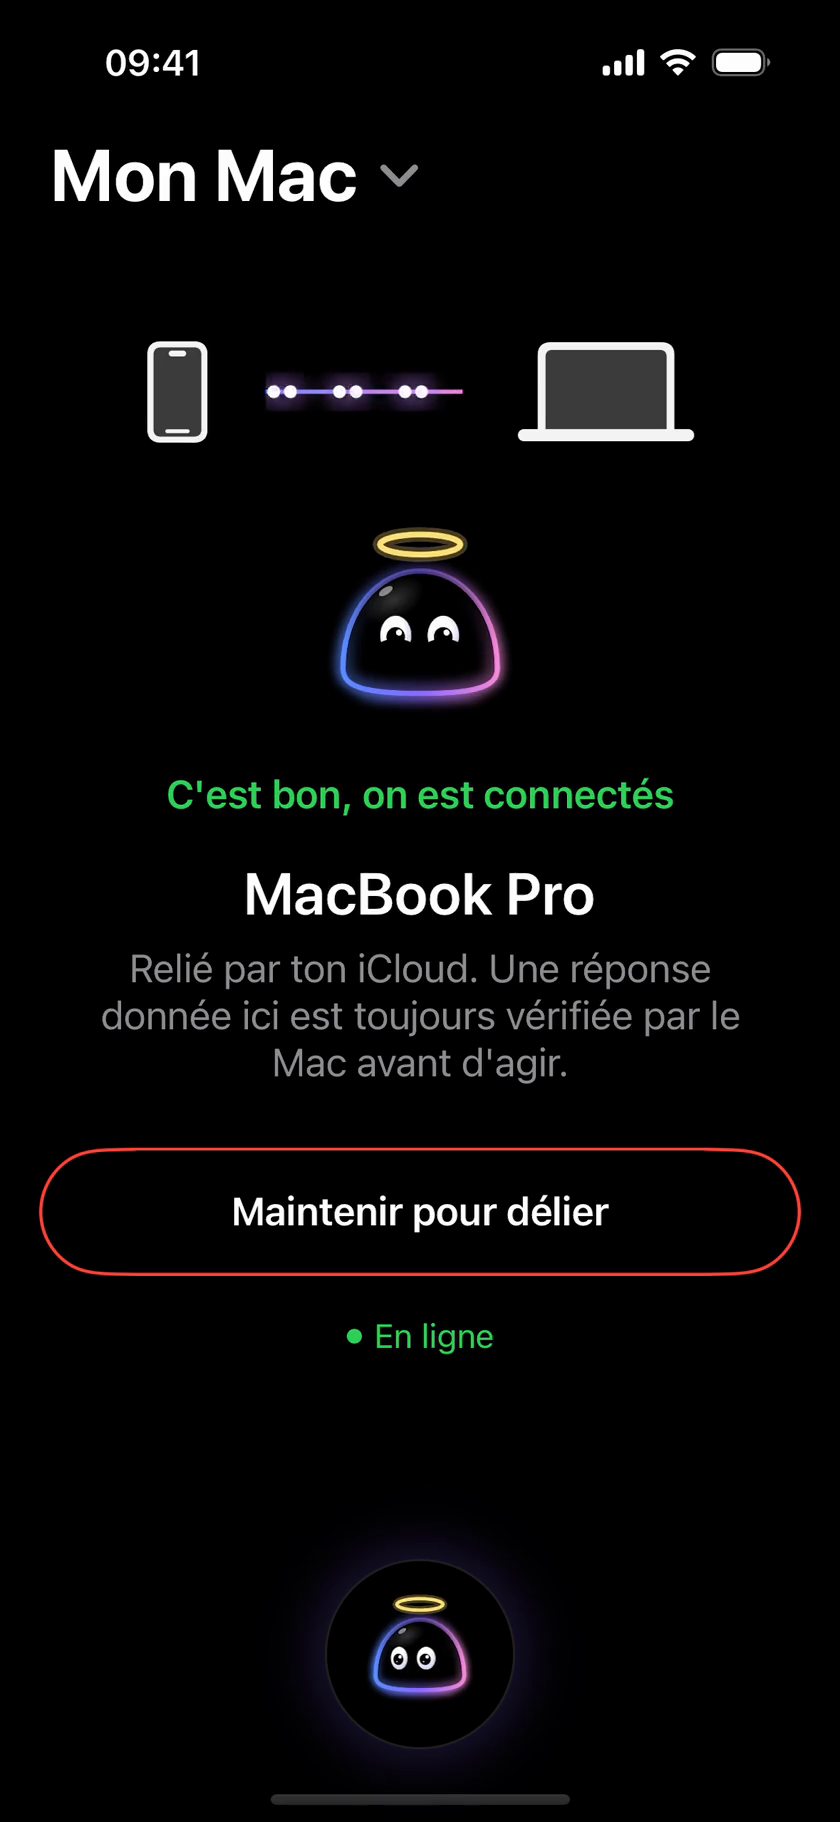 09:41
Mon Mac
C'est bon, on est connectés
MacBook Pro
Relié par ton iCloud. Une réponse
donnée ici est toujours vérifiée par le
Mac avant d'agir.
Maintenir pour délier
En ligne